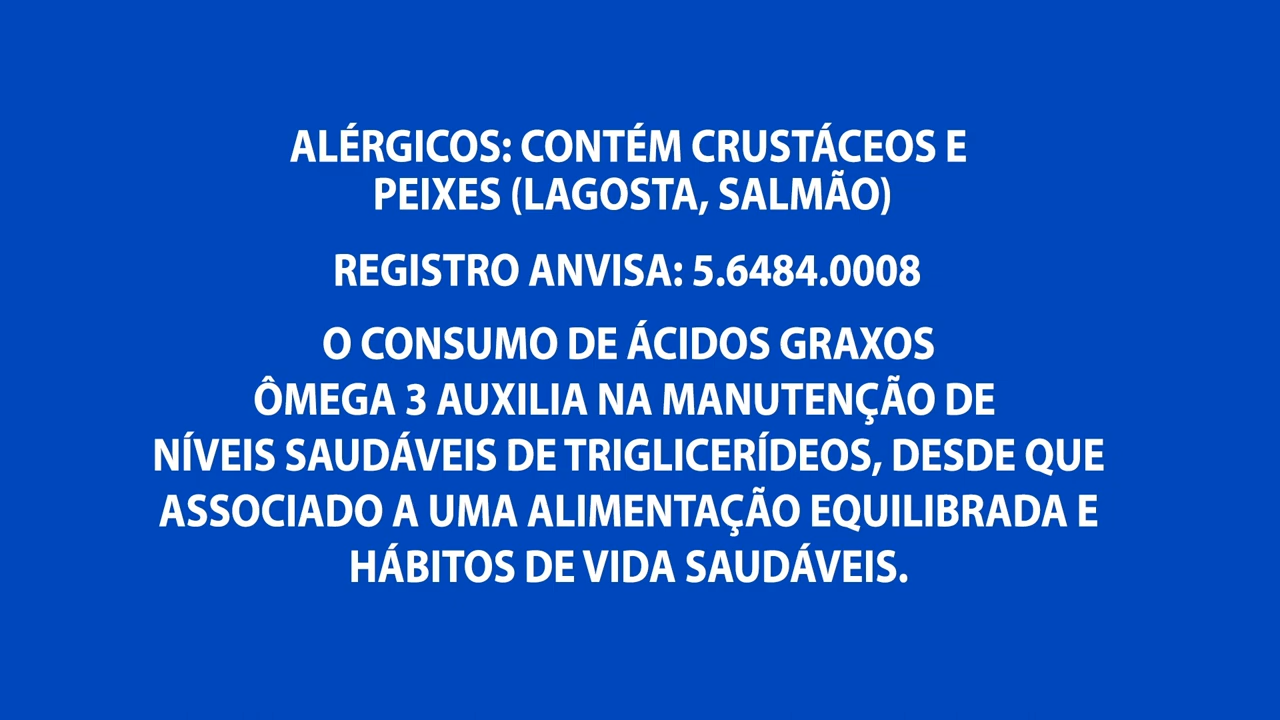 ALÉRGICOS: CONTÉM CRUSTÁCEOS E
PEIXES (LAGOSTA, SALMÃO)
REGISTRO ANVISA: 5.6484.0008
O CONSUMO DE ÁCIDOS GRAXOS
ÔMEGA 3 AUXILIA NA MANUTENÇÃO DE
NÍVEIS SAUDÁVEIS DE TRIGLICERÍDEOS, DESDE QUE
ASSOCIADO A UMA ALIMENTAÇÃO EQUILIBRADA E
HÁBITOS DE VIDA SAUDÁVEIS.